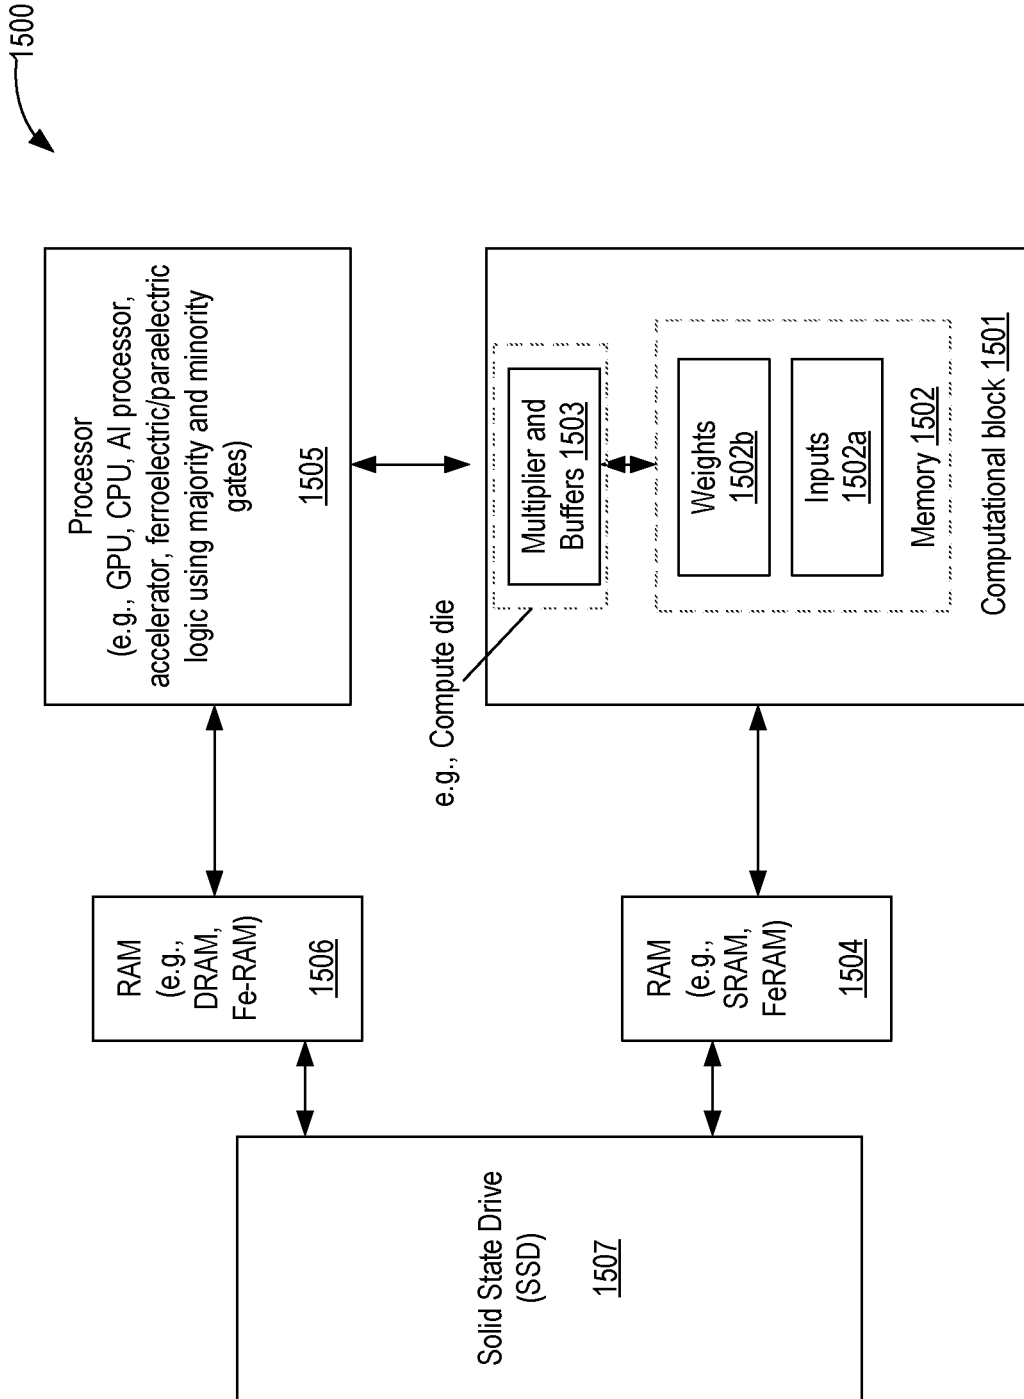 1500
Processor
(e.g., GPU, CPU, AI processor,
accelerator, ferroelectric/paraelectric
logic using majority and minority
gates)
1505
RAM
(e.g.,
DRAM,
Fe-RAM)
1506
Solid State Drive
(SSD)
1507
RAM
(e.g.,
SRAM,
FeRAM)
1504
e.g., Compute die
Multiplier and
Buffers 1503
Weights
1502b
Inputs
1502a
Memory 1502
Computational block 1501